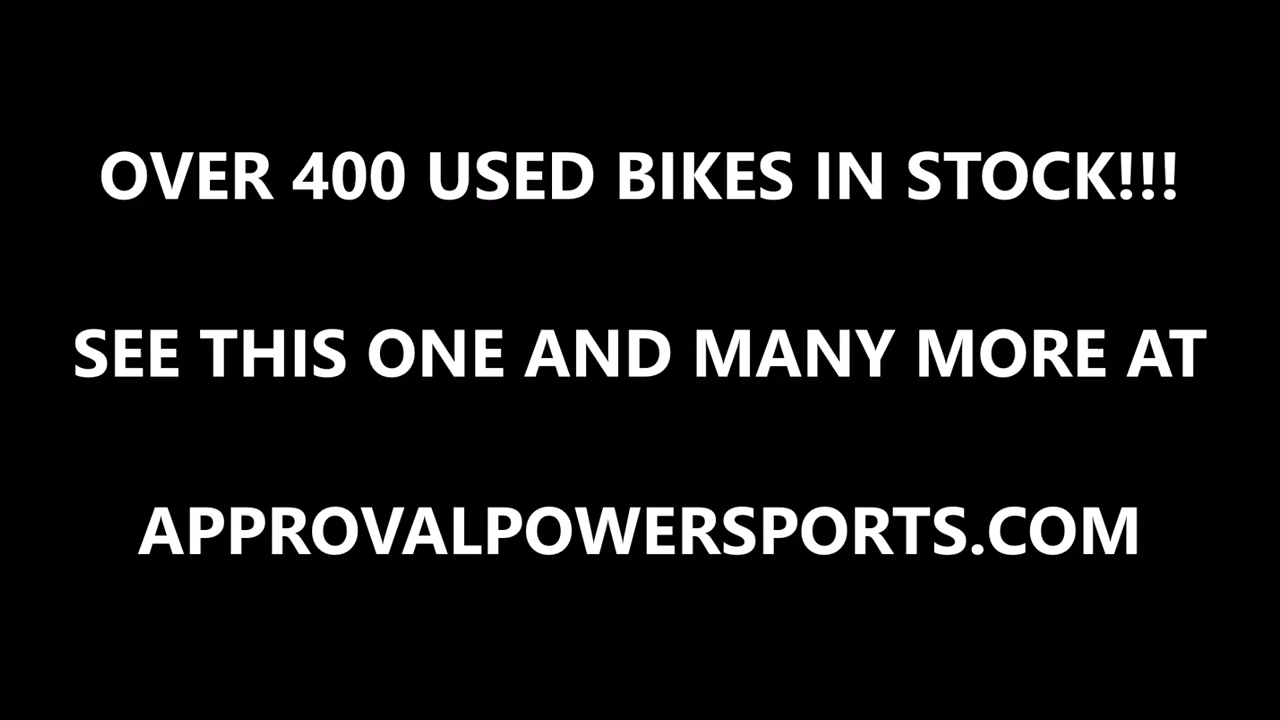 OVER 400 USED BIKES IN STOCK!!!
SEE THIS ONE AND MANY MORE AT
APPROVALPOWERSPORTS.COM